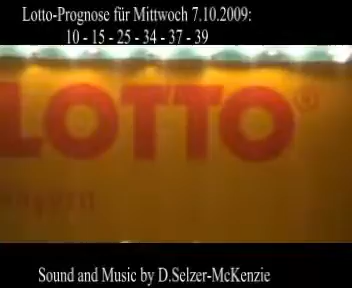 Lotto-Prognose für Mittwoch 7.10.2009:
10 - 15 - 25 - 34 - 37 - 39
LOTTO®
Sound and Music by D.Selzer-McKenzie